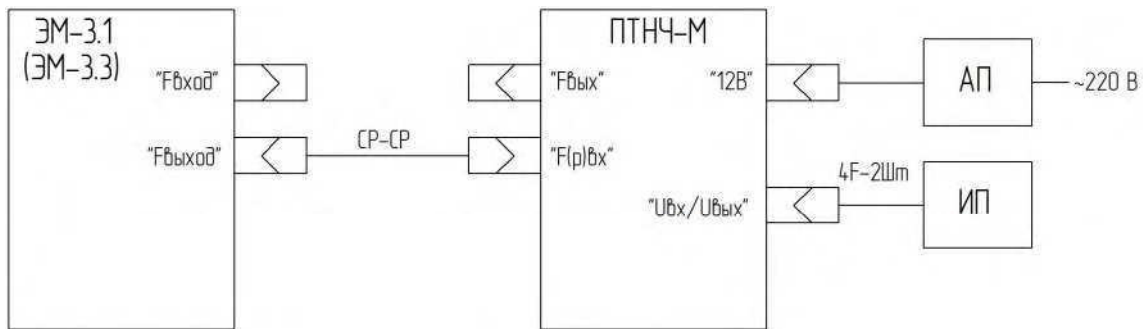 ЭМ-3.1
(ЭМ-3.3)
ПТНЧ-М
"Fвход"
"Fвых"
"12В"
АП
~220 В
"Fвыход"
СР-СР
"F(р)вх"
4F-2Шт
"Uвх/Uвых"
ИП